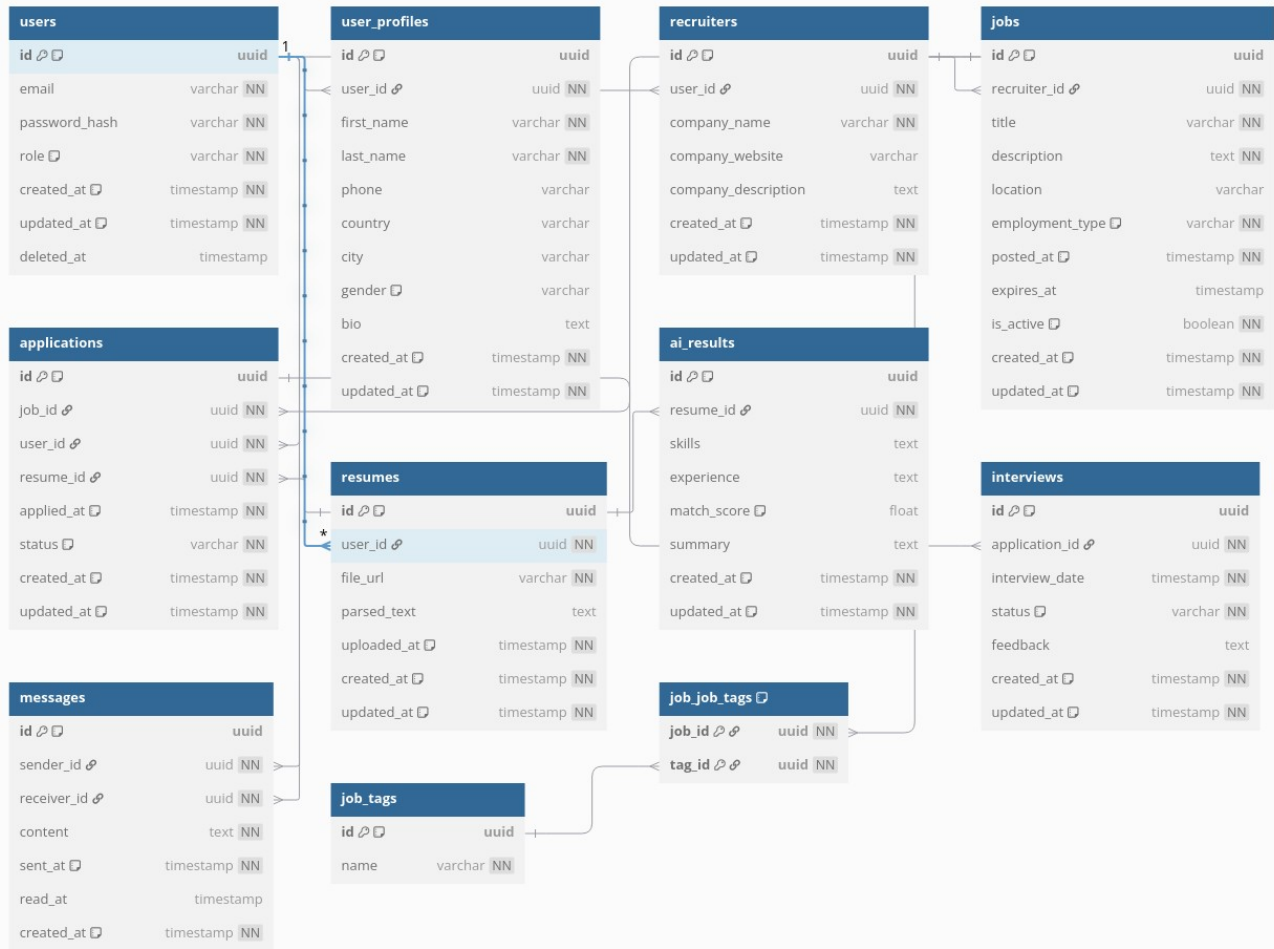 users
id uuid
email varchar NN
password_hash varchar NN
role varchar NN
created_at timestamp NN
updated_at timestamp NN
deleted_at timestamp
1
*
user_profiles
id uuid
user_id uuid NN
first_name varchar NN
last_name varchar NN
phone varchar
country varchar
city varchar
gender varchar
bio text
created_at timestamp NN
updated_at timestamp NN
recruiters
id uuid
user_id uuid NN
company_name varchar NN
company_website varchar
company_description text
created_at timestamp NN
updated_at timestamp NN
jobs
id uuid
recruiter_id uuid NN
title varchar NN
description text NN
location varchar
employment_type varchar NN
posted_at timestamp NN
expires_at timestamp
is_active boolean NN
created_at timestamp NN
updated_at timestamp NN
applications
id uuid
job_id uuid NN
user_id uuid NN
resume_id uuid NN
applied_at timestamp NN
status varchar NN
created_at timestamp NN
updated_at timestamp NN
resumes
id uuid
user_id uuid NN
file_url varchar NN
parsed_text text
uploaded_at timestamp NN
created_at timestamp NN
updated_at timestamp NN
ai_results
id uuid
resume_id uuid NN
skills text
experience text
match_score float
summary text
created_at timestamp NN
updated_at timestamp NN
interviews
id uuid
application_id uuid NN
interview_date timestamp NN
status varchar NN
feedback text
created_at timestamp NN
updated_at timestamp NN
messages
id uuid
sender_id uuid NN
receiver_id uuid NN
content text NN
sent_at timestamp NN
read_at timestamp
created_at timestamp NN
job_tags
id uuid
name varchar NN
job_job_tags
job_id uuid NN
tag_id uuid NN